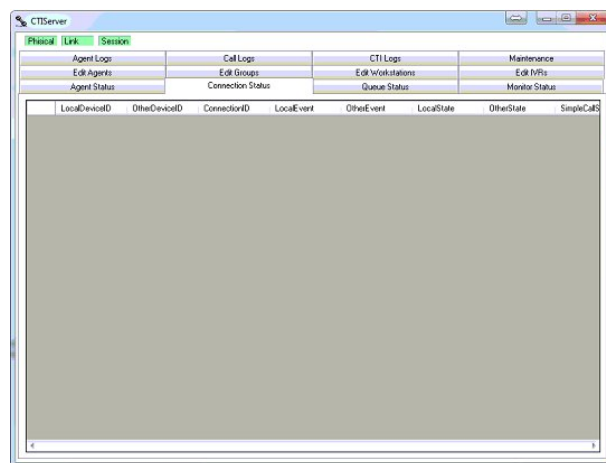 CTIServer
Phisical Link Session
Agent Logs Call Logs CTI Logs Maintenance
Edit Agents Edit Groups Edit Workstations Edit IVRs
Agent Status Connection Status Queue Status Monitor Status
LocalDeviceID OtherDeviceID ConnectionID LocalEvent OtherEvent LocalState OtherState SimpleCallS